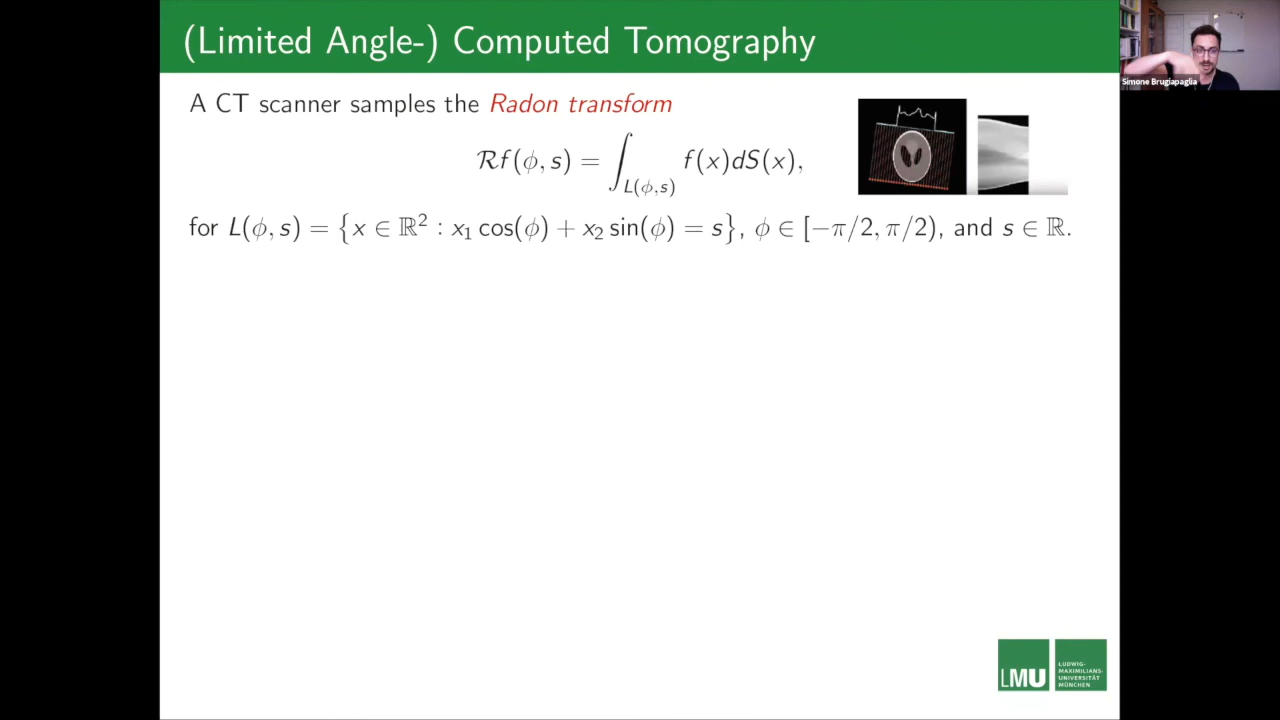 (Limited Angle-) Computed Tomography
Simone Brugiapaglia
A CT scanner samples the Radon transform
ℛf(ϕ, s) = ∫_{L(ϕ,s)} f(x)dS(x),
for L(ϕ, s) = {x ∈ ℝ² : x₁ cos(ϕ) + x₂ sin(ϕ) = s}, ϕ ∈ [−π/2, π/2), and s ∈ ℝ.
LMU
LUDWIG-
MAXIMILIANS-
UNIVERSITÄT
MÜNCHEN